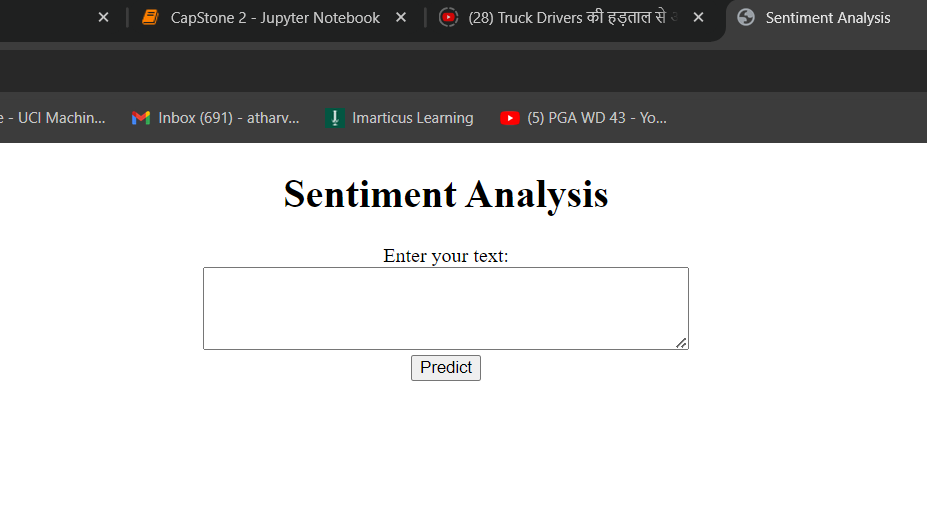 CapStone 2 - Jupyter Notebook (28) Truck Drivers की हड़ताल से Sentiment Analysis
e - UCI Machin... Inbox (691) - atharv... Imarticus Learning (5) PGA WD 43 - Yo...
Sentiment Analysis
Enter your text:
Predict